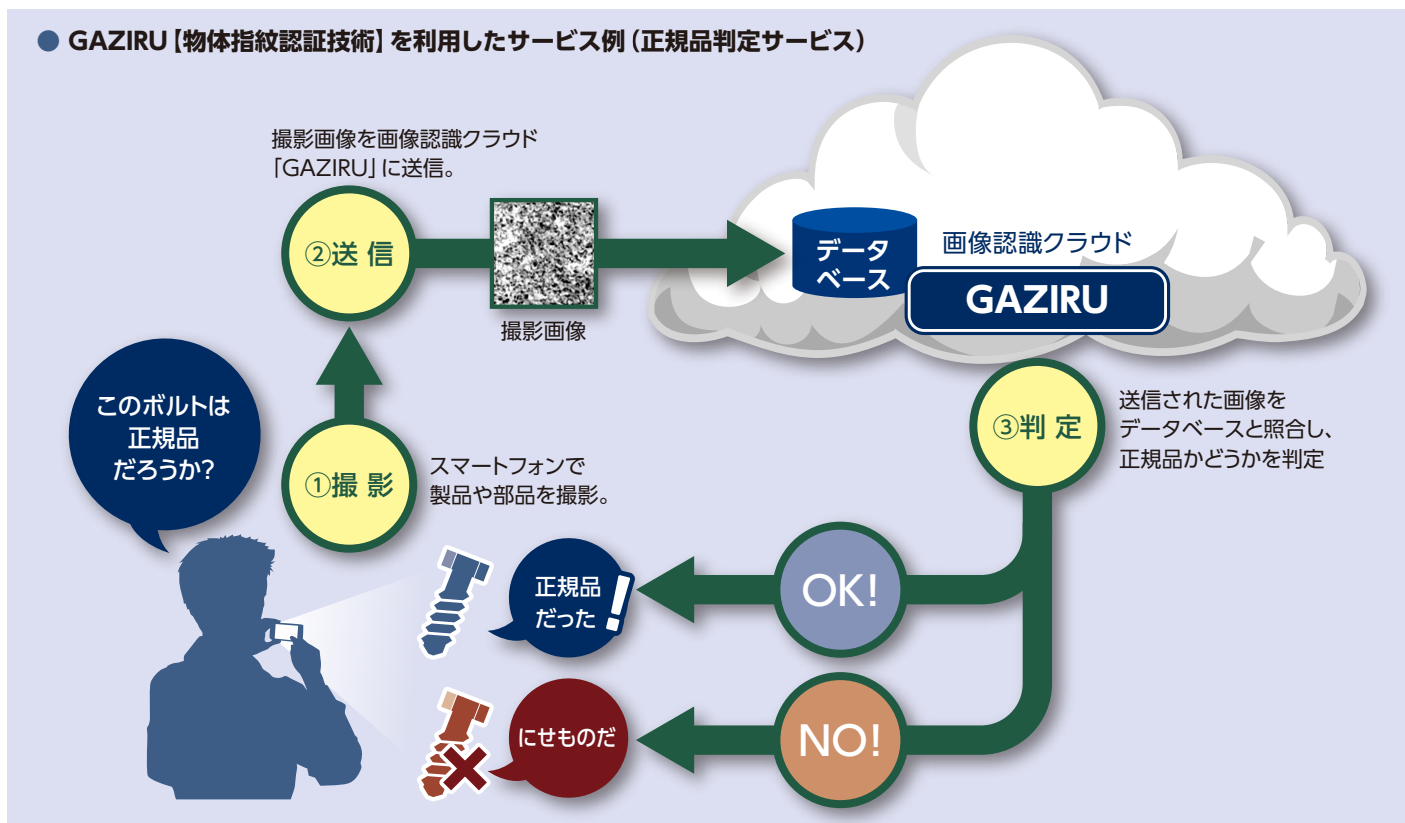 ● GAZIRU【物体指紋認証技術】を利用したサービス例（正規品判定サービス）
撮影画像を画像認識クラウド
「GAZIRU」に送信。
②送 信
撮影画像
データ
ベース
画像認識クラウド
GAZIRU
このボルトは
正規品
だろうか?
①撮 影
スマートフォンで
製品や部品を撮影。
③判 定
送信された画像を
データベースと照合し、
正規品かどうかを判定
正規品
だった!
OK!
にせものだ
NO!